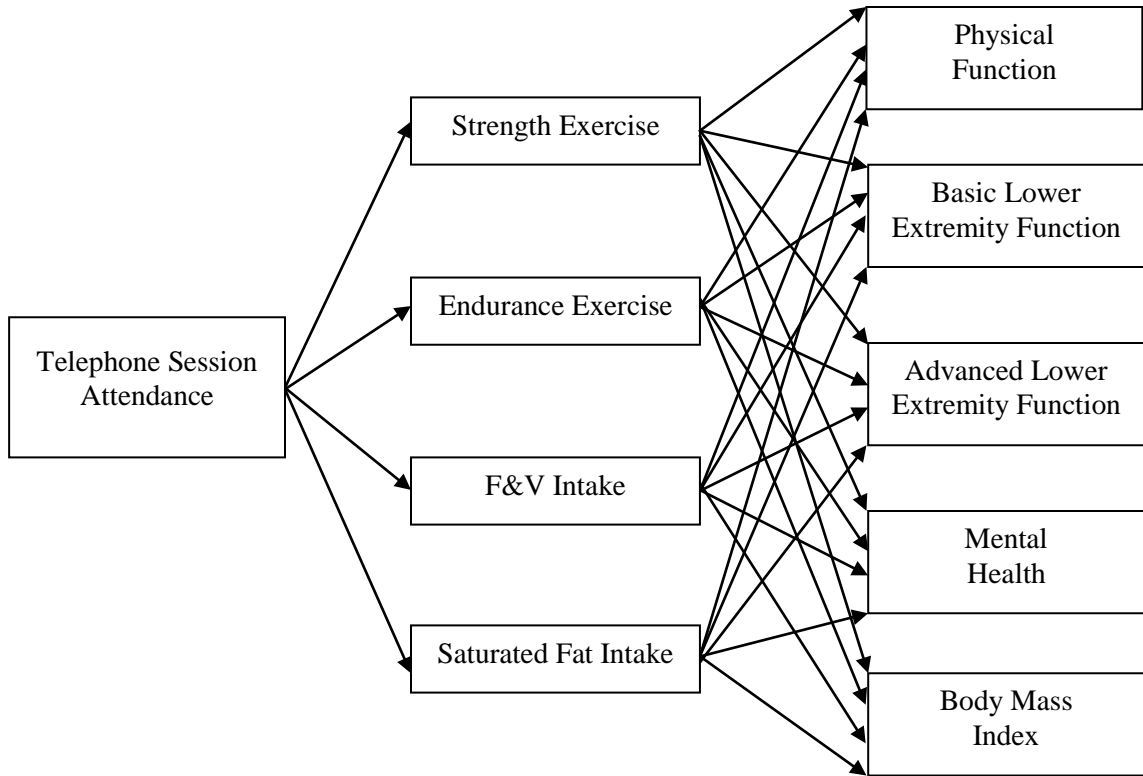 Telephone Session
Attendance
Strength Exercise
Endurance Exercise
F&V Intake
Saturated Fat Intake
Physical
Function
Basic Lower
Extremity Function
Advanced Lower
Extremity Function
Mental
Health
Body Mass
Index